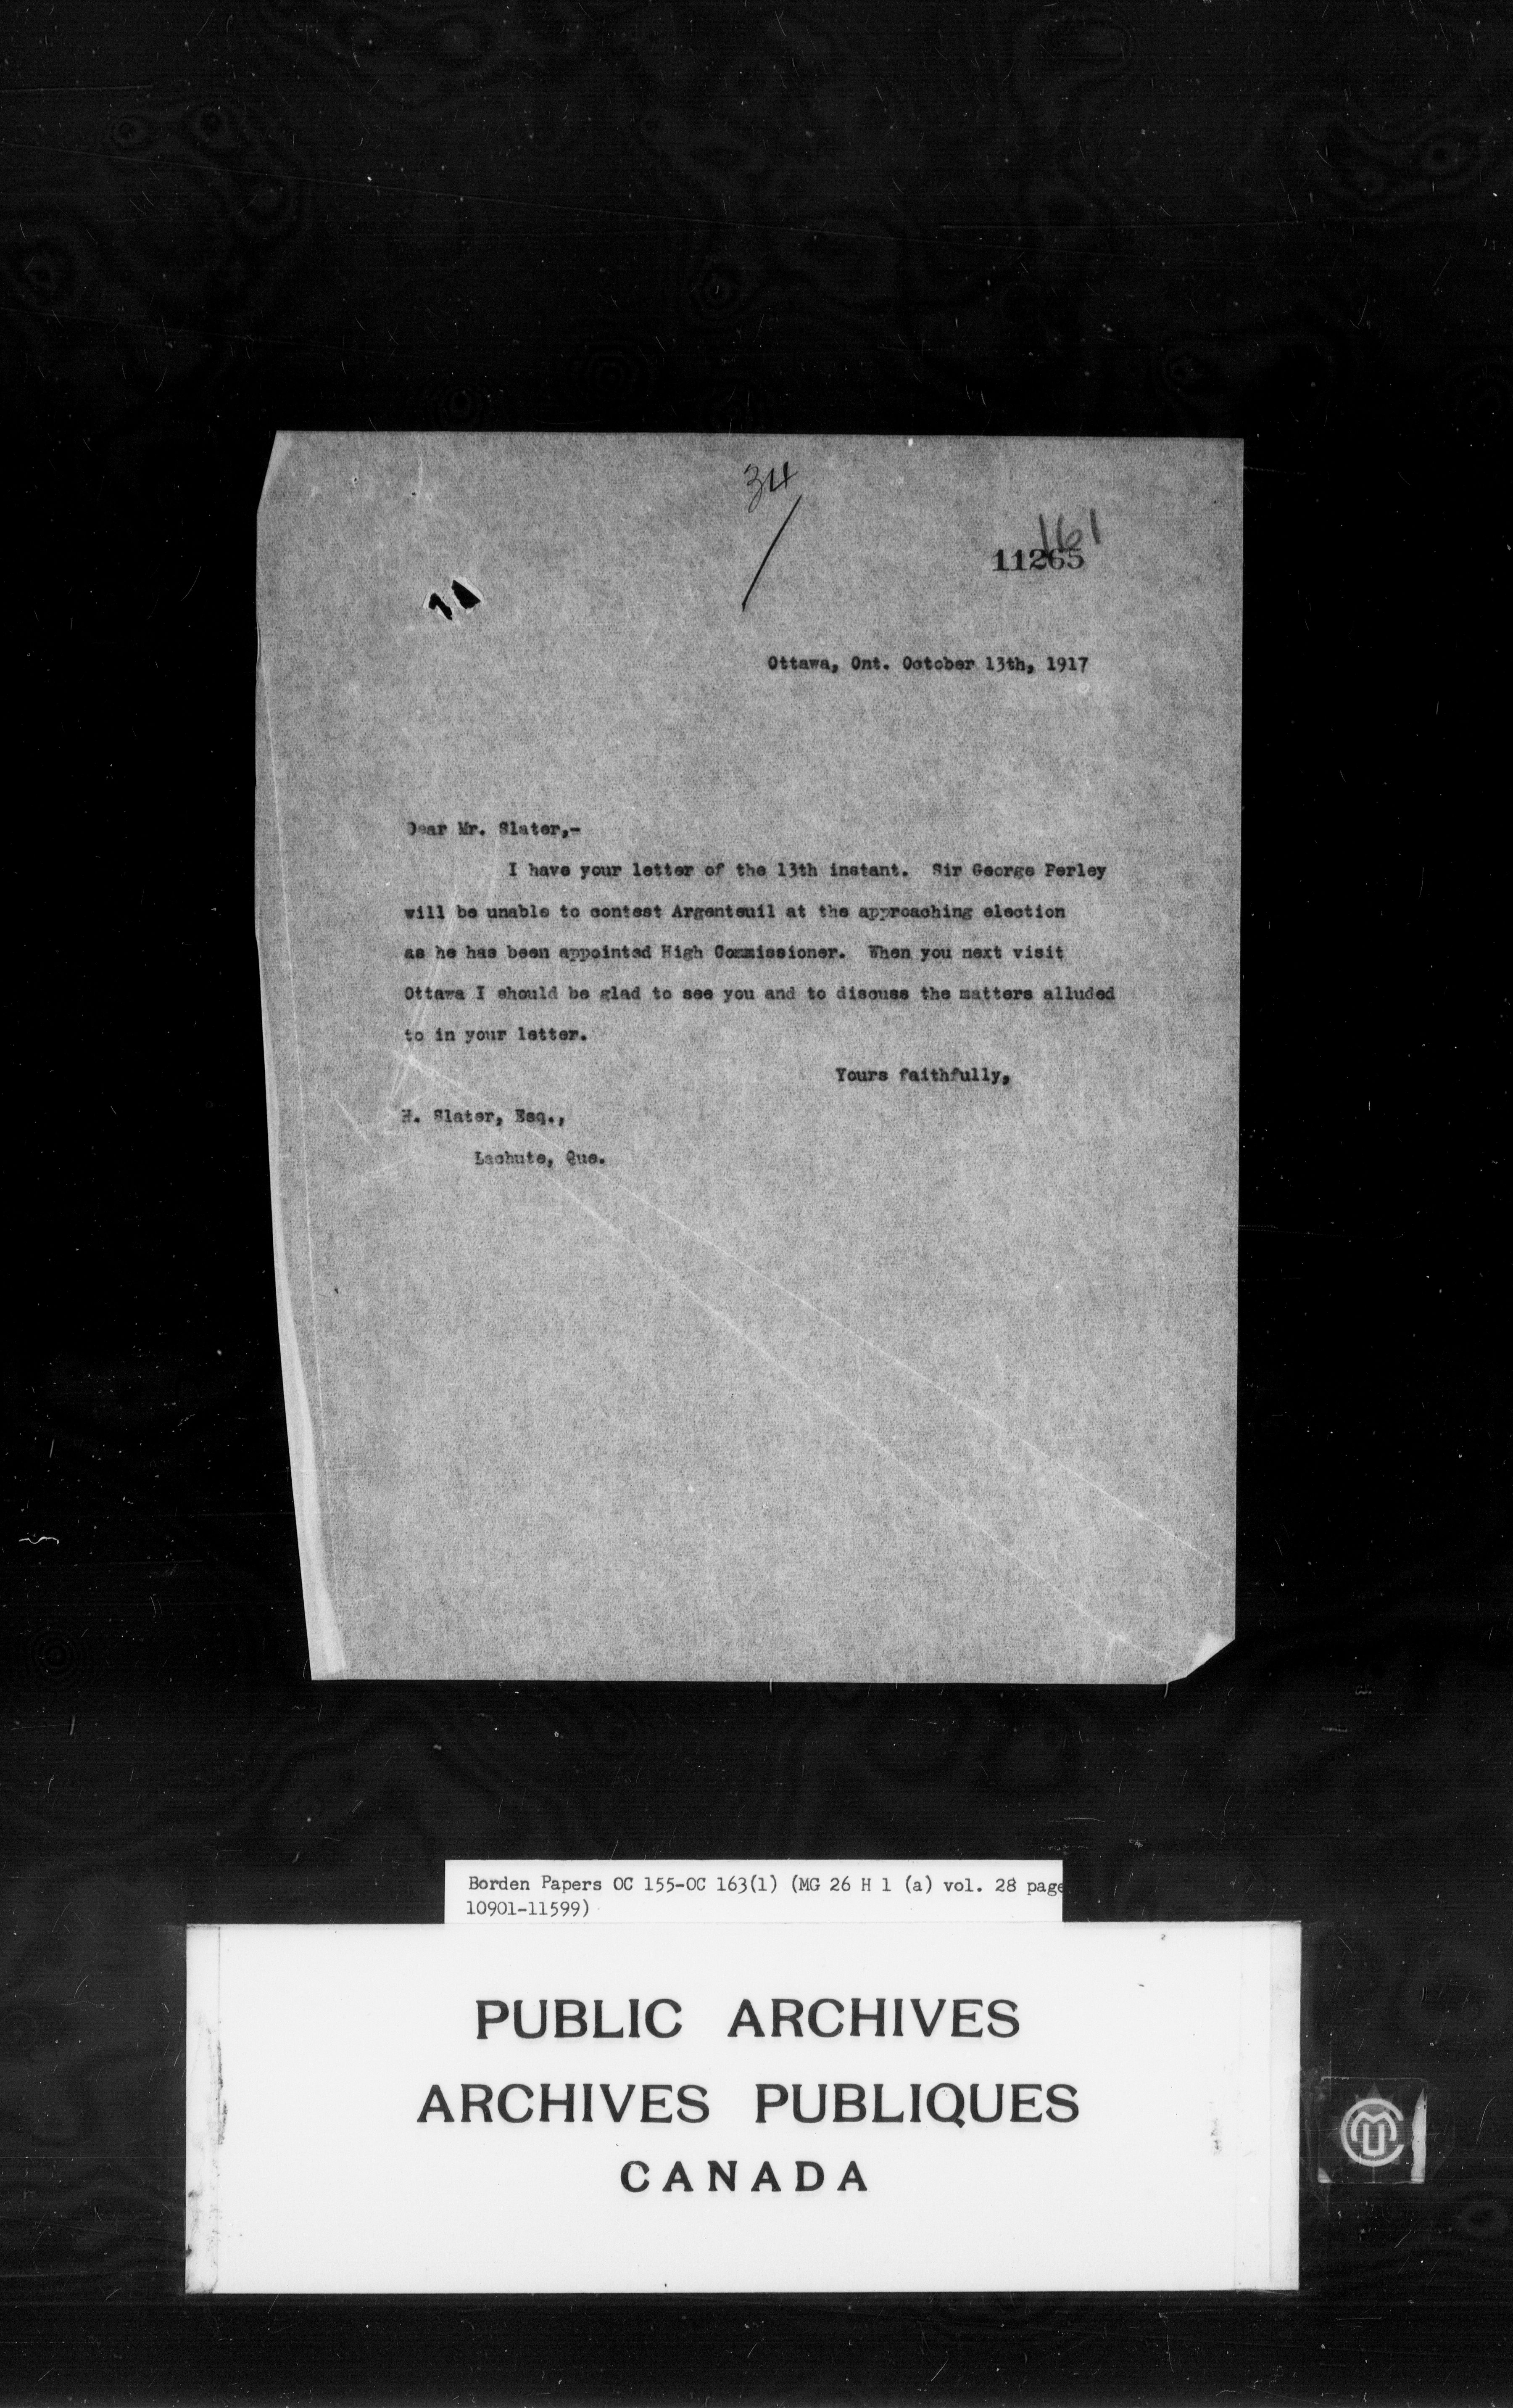 34
161
11265
Ottawa, Ont. October 13th, 1917
Dear Mr. Slater,-
I have your letter of the 13th instant. Sir George Perley
will be unable to contest Argenteuil at the approaching election
as he has been appointed High Commissioner. When you next visit
Ottawa I should be glad to see you and to discuss the matters alluded
to in your letter.
Yours faithfully,
H. Slater, Esq.,
Lachute, Que.
Borden Papers OC 155-OC 163(1) (MG 26 H 1 (a) vol. 28 page
10901-11599)
PUBLIC ARCHIVES
ARCHIVES PUBLIQUES
CANADA